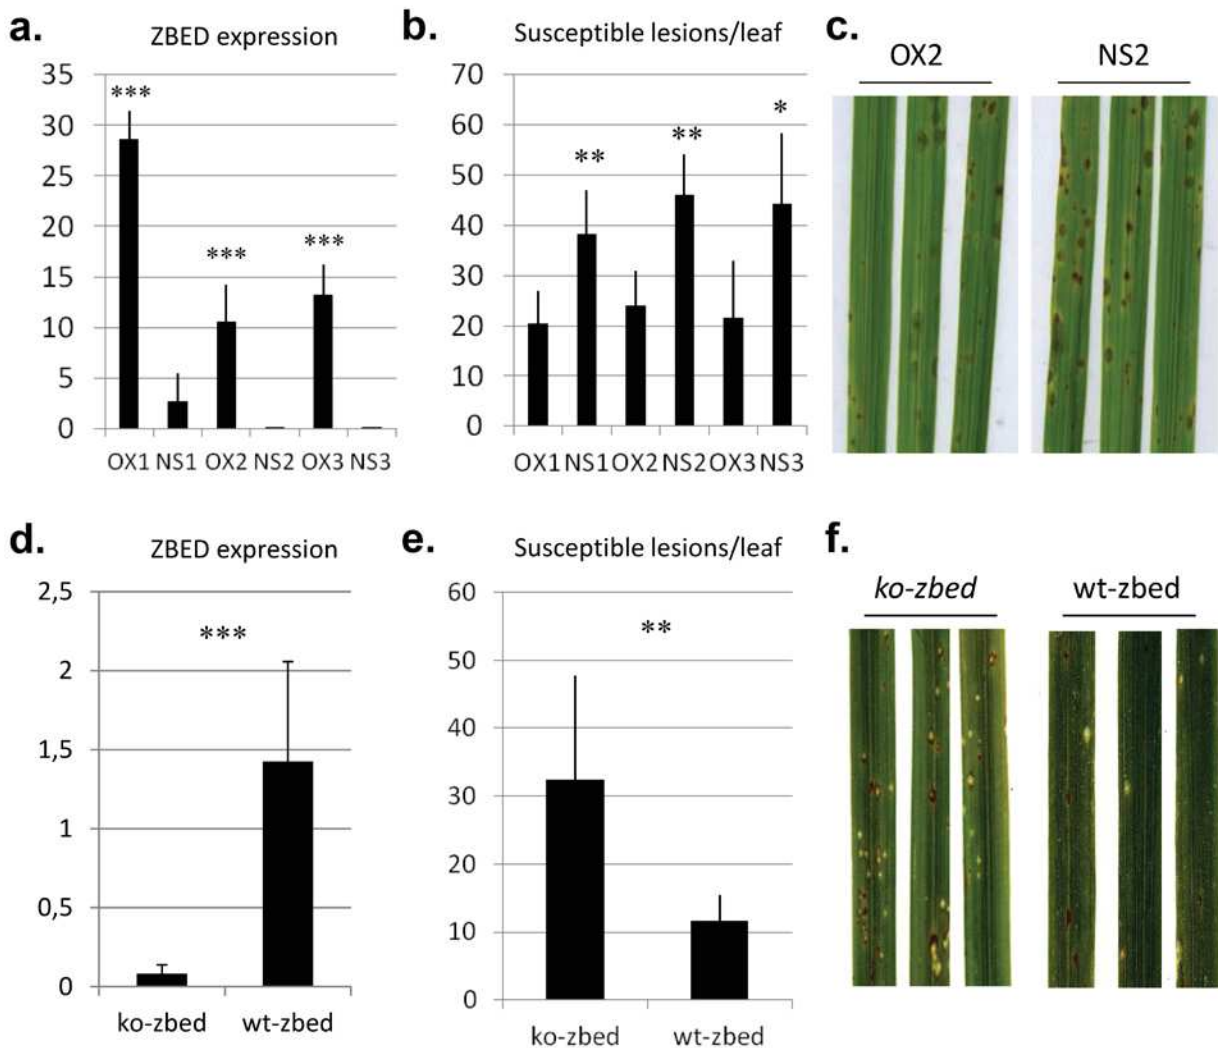 a.
ZBED expression
35
30
25
20
15
10
5
0
***
***
***
OX1 NS1 OX2 NS2 OX3 NS3
b.
Susceptible lesions/leaf
70
60
50
40
30
20
10
0
**
**
*
OX1 NS1 OX2 NS2 OX3 NS3
c.
OX2 NS2
d.
ZBED expression
2,5
2
1,5
1
0,5
0
***
ko-zbed wt-zbed
e.
Susceptible lesions/leaf
60
50
40
30
20
10
0
**
ko-zbed wt-zbed
f.
ko-zbed wt-zbed